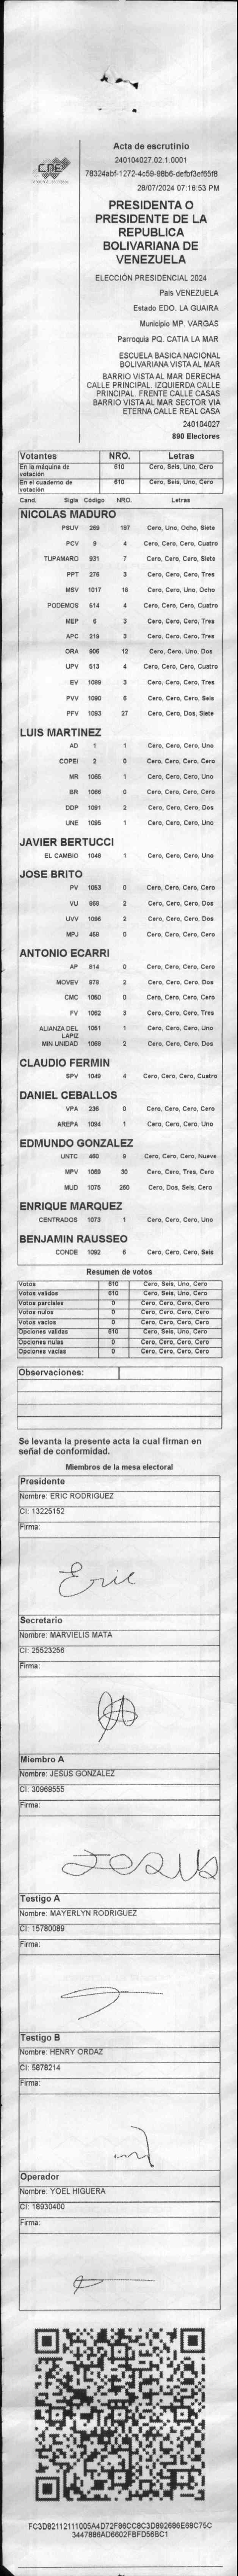 CNE
Acta de escrutinio
240104027.02.1.0001
78324abf-1272-4c59-98b6-defbf3ef65f8
28/07/2024 07:16:53 PM
PRESIDENTA O
PRESIDENTE DE LA
REPUBLICA
BOLIVARIANA DE
VENEZUELA
ELECCIÓN PRESIDENCIAL 2024
País VENEZUELA
Estado EDO. LA GUAIRA
Municipio MP. VARGAS
Parroquia PQ. CATIA LA MAR
ESCUELA BASICA NACIONAL
BOLIVARIANA VISTA AL MAR
BARRIO VISTA AL MAR DERECHA
CALLE PRINCIPAL. IZQUIERDA CALLE
PRINCIPAL. FRENTE CALLE CASAS
BARRIO VISTA AL MAR SECTOR VIA
ETERNA CALLE REAL CASA
240104027
890 Electores
Votantes NRO. Letras
En la máquina de votación 610 Cero, Seis, Uno, Cero
En el cuaderno de votación 610 Cero, Seis, Uno, Cero
Cand. Sigla Código NRO. Letras
NICOLAS MADURO
PSUV 269 187 Cero, Uno, Ocho, Siete
PCV 9 4 Cero, Cero, Cero, Cuatro
TUPAMARO 931 7 Cero, Cero, Cero, Siete
PPT 276 3 Cero, Cero, Cero, Tres
MSV 1017 18 Cero, Cero, Uno, Ocho
PODEMOS 514 4 Cero, Cero, Cero, Cuatro
MEP 6 3 Cero, Cero, Cero, Tres
APC 219 3 Cero, Cero, Cero, Tres
ORA 906 12 Cero, Cero, Uno, Dos
UPV 513 4 Cero, Cero, Cero, Cuatro
EV 1089 3 Cero, Cero, Cero, Tres
PVV 1090 6 Cero, Cero, Cero, Seis
PFV 1093 27 Cero, Cero, Dos, Siete
LUIS MARTINEZ
AD 1 1 Cero, Cero, Cero, Uno
COPEI 2 0 Cero, Cero, Cero, Cero
MR 1065 1 Cero, Cero, Cero, Uno
BR 1066 0 Cero, Cero, Cero, Cero
DDP 1091 2 Cero, Cero, Cero, Dos
UNE 1095 1 Cero, Cero, Cero, Uno
JAVIER BERTUCCI
EL CAMBIO 1048 1 Cero, Cero, Cero, Uno
JOSE BRITO
PV 1053 0 Cero, Cero, Cero, Cero
VU 868 2 Cero, Cero, Cero, Dos
UVV 1096 2 Cero, Cero, Cero, Dos
MPJ 458 0 Cero, Cero, Cero, Cero
ANTONIO ECARRI
AP 614 0 Cero, Cero, Cero, Cero
MOVEV 878 2 Cero, Cero, Cero, Dos
CMC 1050 0 Cero, Cero, Cero, Cero
FV 1062 3 Cero, Cero, Cero, Tres
ALIANZA DEL LAPIZ 1051 1 Cero, Cero, Cero, Uno
MIN UNIDAD 1068 2 Cero, Cero, Cero, Dos
CLAUDIO FERMIN
SPV 1049 4 Cero, Cero, Cero, Cuatro
DANIEL CEBALLOS
VPA 236 0 Cero, Cero, Cero, Cero
AREPA 1094 1 Cero, Cero, Cero, Uno
EDMUNDO GONZALEZ
UNTC 460 9 Cero, Cero, Cero, Nueve
MPV 1069 30 Cero, Cero, Tres, Cero
MUD 1075 260 Cero, Dos, Seis, Cero
ENRIQUE MARQUEZ
CENTRADOS 1073 1 Cero, Cero, Cero, Uno
BENJAMIN RAUSSEO
CONDE 1092 6 Cero, Cero, Cero, Seis
Resumen de votos
Votos 610 Cero, Seis, Uno, Cero
Votos validos 610 Cero, Seis, Uno, Cero
Votos parciales 0 Cero, Cero, Cero, Cero
Votos nulos 0 Cero, Cero, Cero, Cero
Votos vacios 0 Cero, Cero, Cero, Cero
Opciones validas 610 Cero, Seis, Uno, Cero
Opciones nulas 0 Cero, Cero, Cero, Cero
Opciones vacías 0 Cero, Cero, Cero, Cero
Observaciones:
Se levanta la presente acta la cual firman en
señal de conformidad.
Miembros de la mesa electoral
Presidente
Nombre: ERIC RODRIGUEZ
CI: 13225152
Firma:
Eric
Secretario
Nombre: MARVIELIS MATA
CI: 25523256
Firma:
Miembro A
Nombre: JESUS GONZALEZ
CI: 30969555
Firma:
Jesus
Testigo A
Nombre: MAYERLYN RODRIGUEZ
CI: 15780089
Firma:
Testigo B
Nombre: HENRY ORDAZ
CI: 5878214
Firma:
Operador
Nombre: YOEL HIGUERA
CI: 18930400
Firma:
FC3D82112111005A4D72F86CC8C3D892686E68C75C
3447886AD6602FBFD56BC1